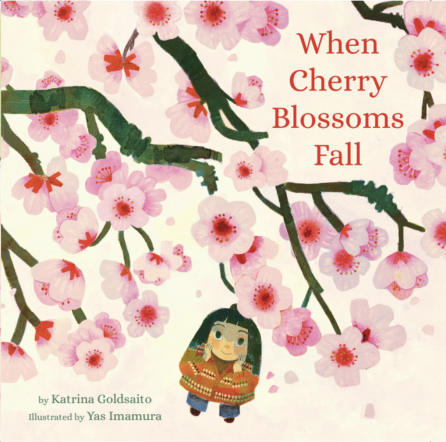 When
Cherry
Blossoms
Fall
by Katrina Goldsaito
Illustrated by Yas Imamura